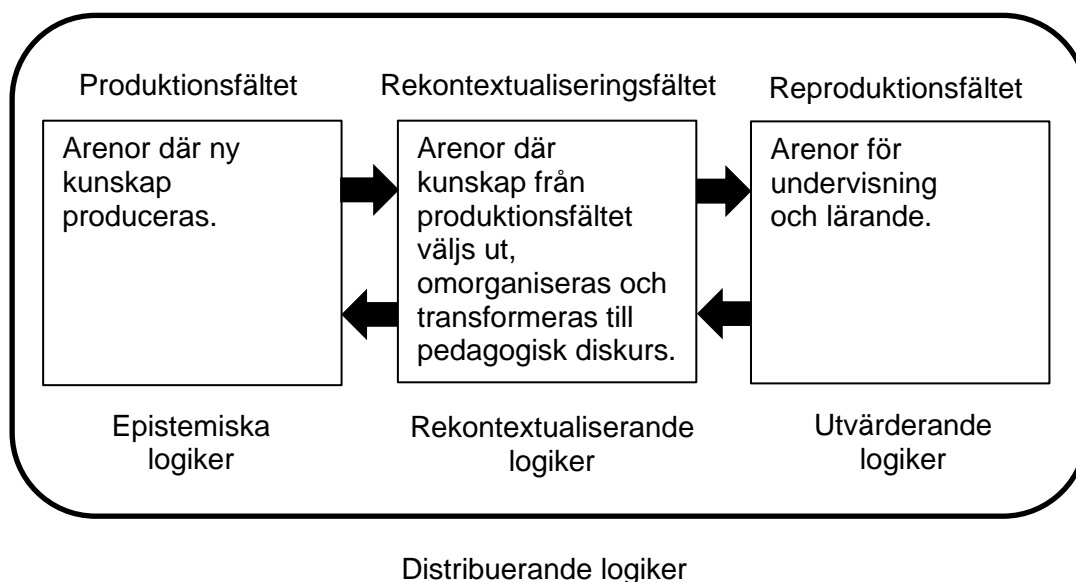 Produktionsfältet
Rekontextualiseringsfältet
Reproduktionsfältet
Arenor där ny
kunskap
produceras.
Arenor där
kunskap från
produktionsfältet
väljs ut,
omorganiseras och
transformeras till
pedagogisk diskurs.
Arenor för
undervisning
och lärande.
Epistemiska
logiker
Rekontextualiserande
logiker
Utvärderande
logiker
Distribuerande logiker